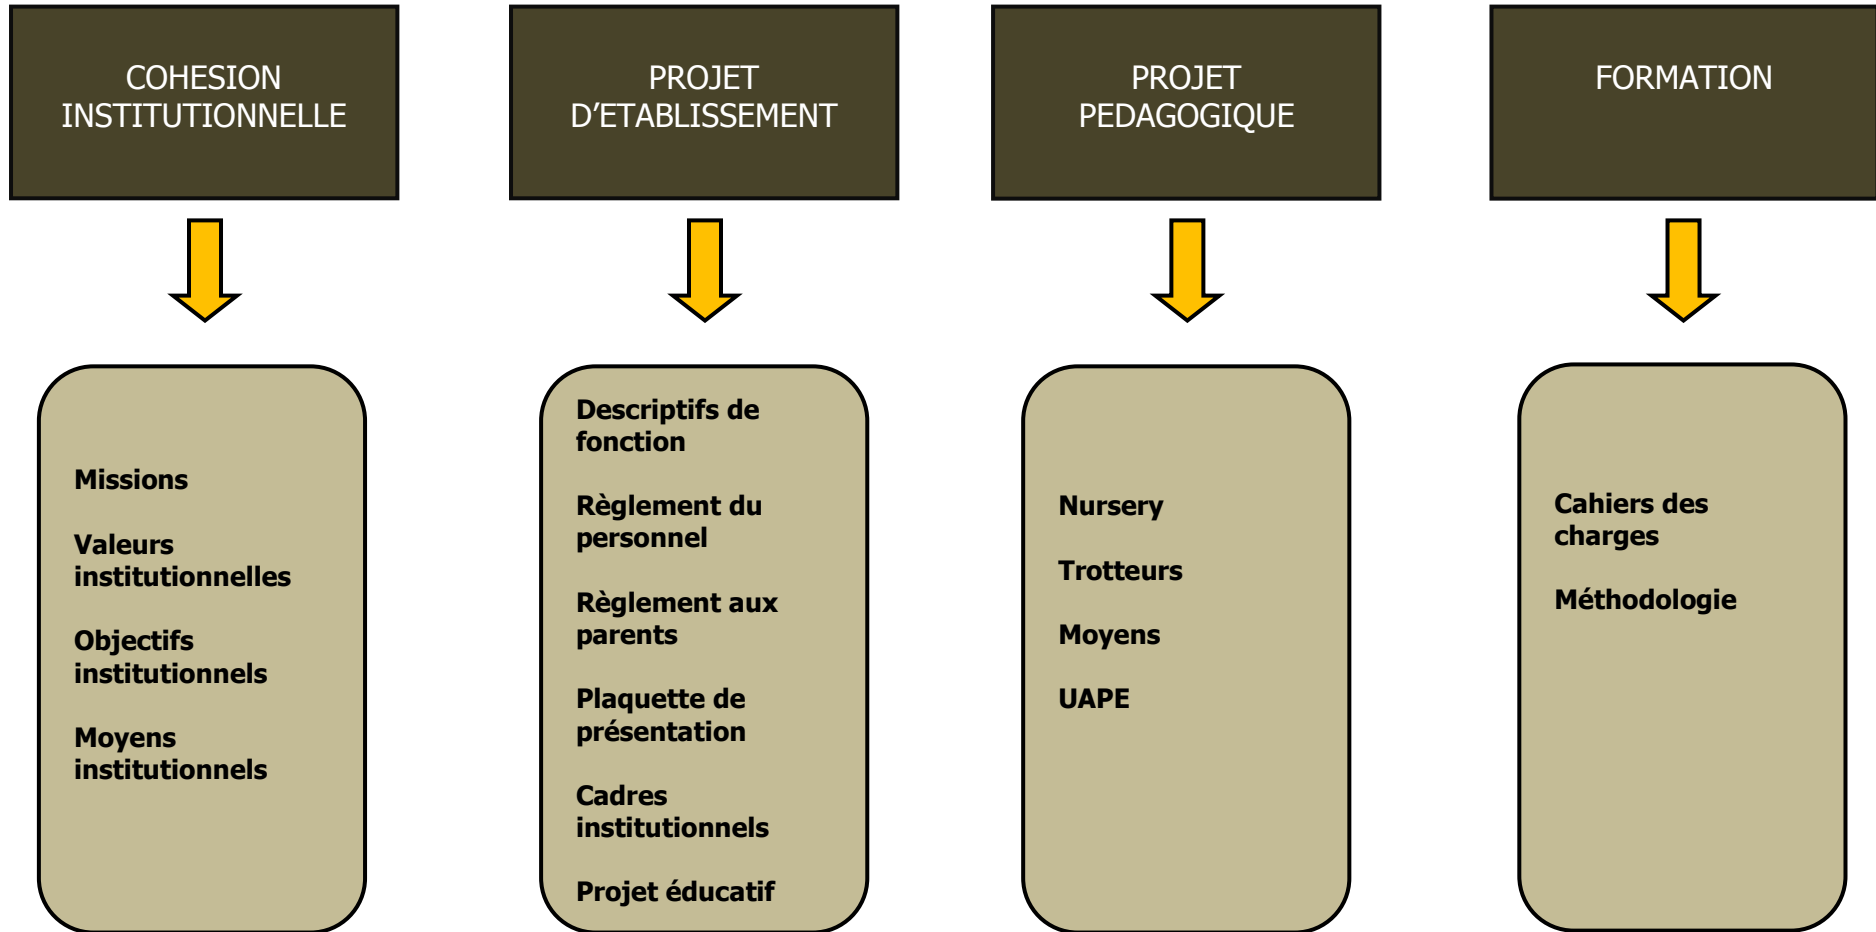 COHESION
INSTITUTIONNELLE
PROJET
D’ETABLISSEMENT
PROJET
PEDAGOGIQUE
FORMATION
Missions
Valeurs
institutionnelles
Objectifs
institutionnels
Moyens
institutionnels
Descriptifs de
fonction
Règlement du
personnel
Règlement aux
parents
Plaquette de
présentation
Cadres
institutionnels
Projet éducatif
Nursery
Trotteurs
Moyens
UAPE
Cahiers des
charges
Méthodologie